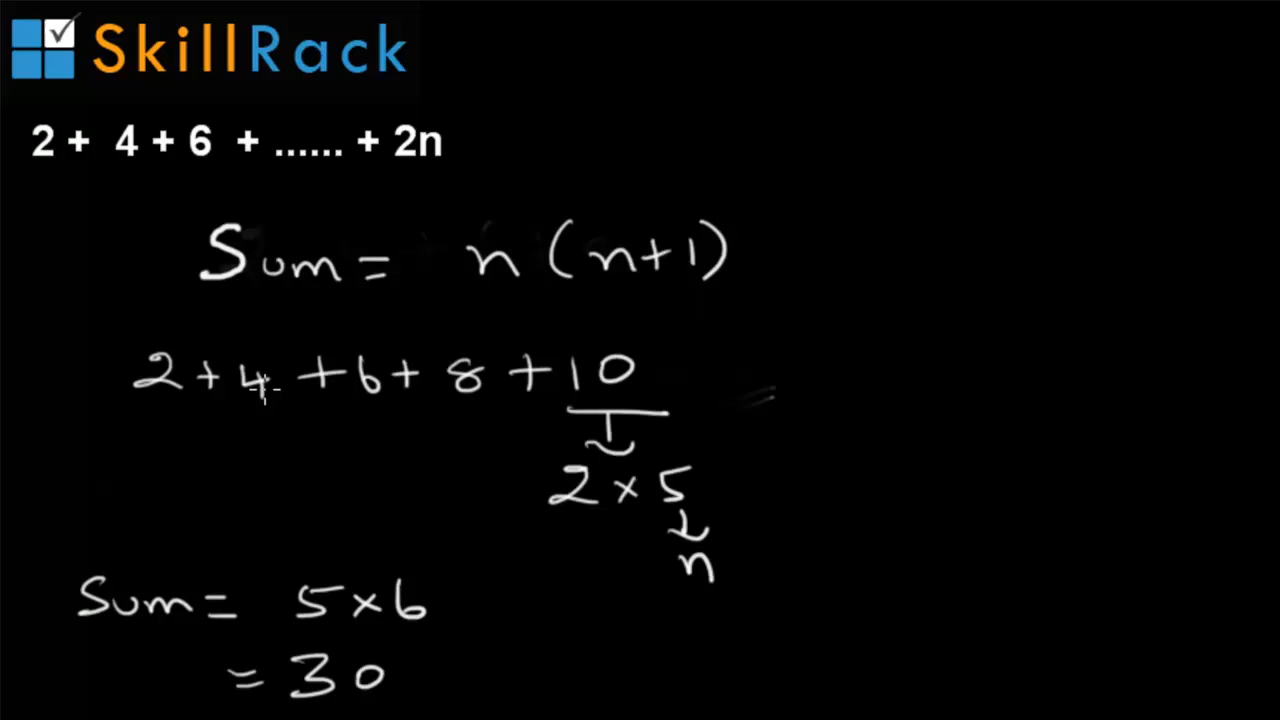 SkillRack
2 + 4 + 6 + ...... + 2n
Sum = n (n+1)
2 + 4 + 6 + 8 + 10 =
2 × 5
n
Sum = 5 × 6
= 30